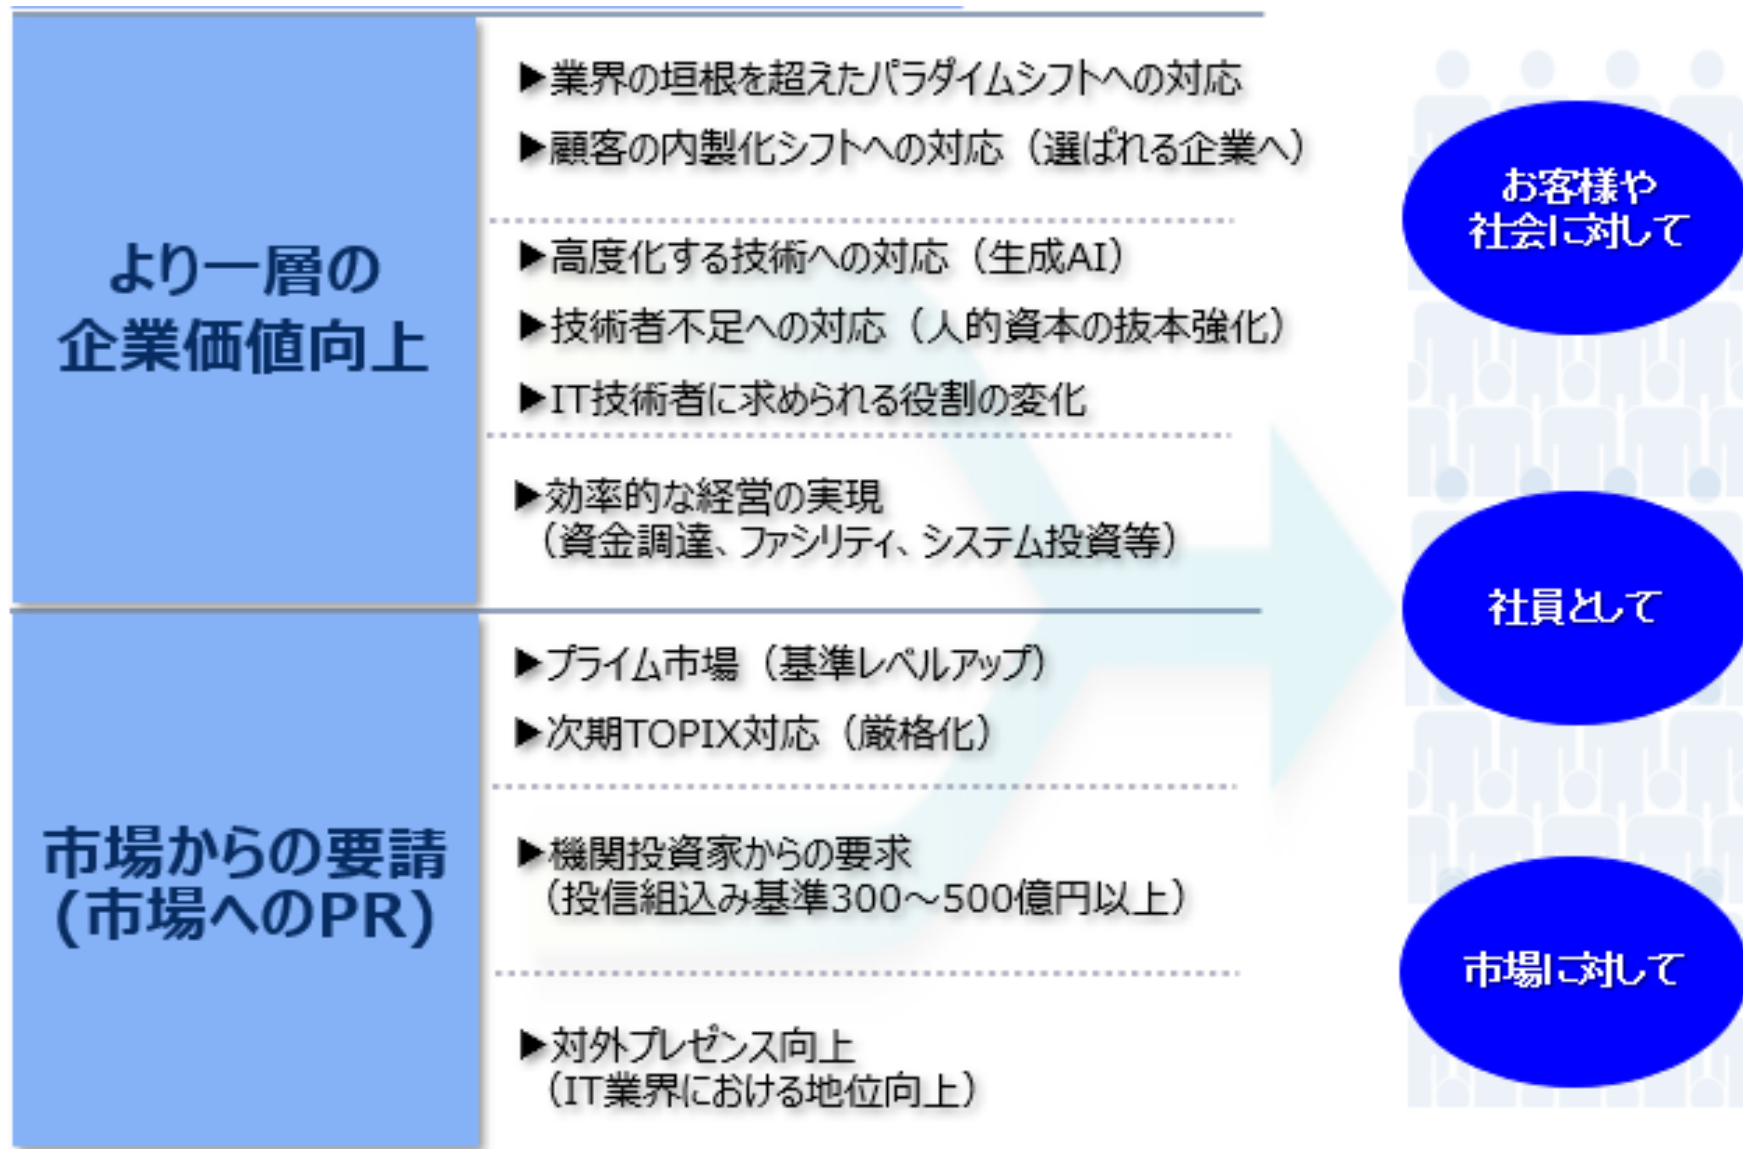 より一層の
企業価値向上
▶業界の垣根を超えたパラダイムシフトへの対応
▶顧客の内製化シフトへの対応（選ばれる企業へ）
▶高度化する技術への対応（生成AI）
▶技術者不足への対応（人的資本の抜本強化）
▶IT技術者に求められる役割の変化
▶効率的な経営の実現
（資金調達、ファシリティ、システム投資等）
市場からの要請
(市場へのPR)
▶プライム市場（基準レベルアップ）
▶次期TOPIX対応（厳格化）
▶機関投資家からの要求
（投信組込み基準300～500億円以上）
▶対外プレゼンス向上
（IT業界における地位向上）
お客様や
社会に対して
社員として
市場に対して